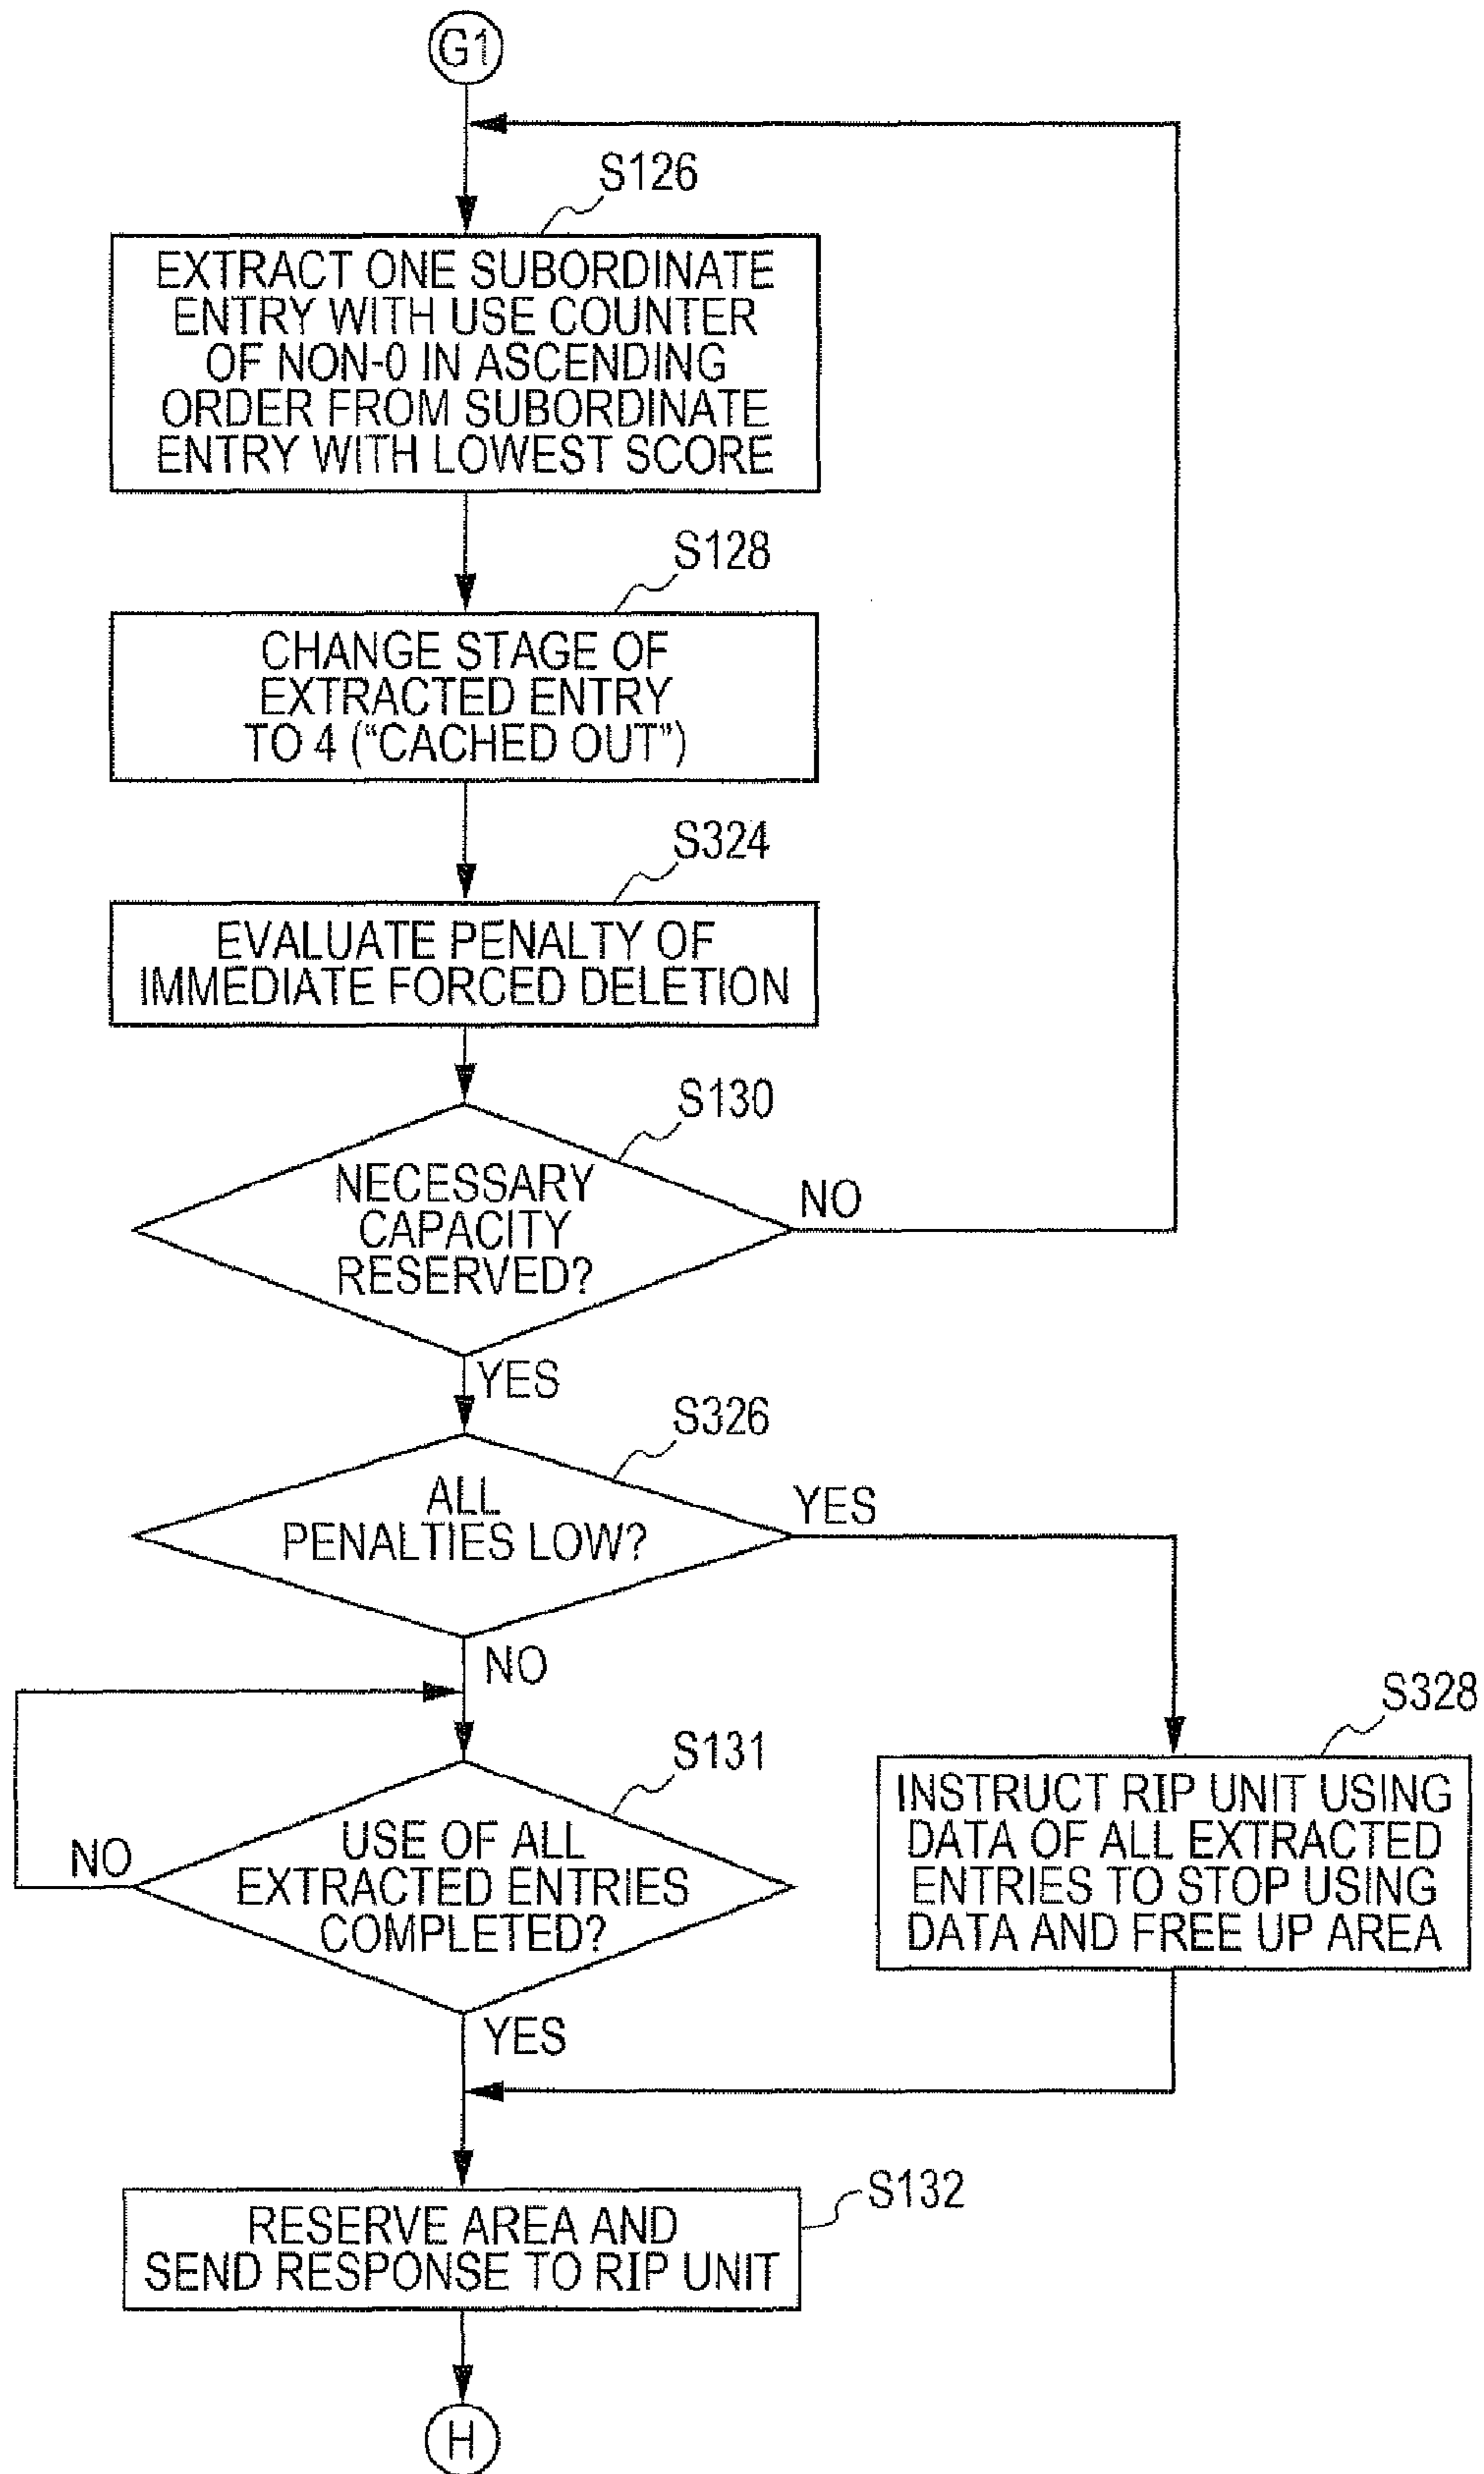 G1
S126
EXTRACT ONE SUBORDINATE
ENTRY WITH USE COUNTER
OF NON-0 IN ASCENDING
ORDER FROM SUBORDINATE
ENTRY WITH LOWEST SCORE
S128
CHANGE STAGE OF
EXTRACTED ENTRY
TO 4 (“CACHED OUT”)
S324
EVALUATE PENALTY OF
IMMEDIATE FORCED DELETION
S130
NECESSARY
CAPACITY
RESERVED?
NO
YES
S326
ALL
PENALTIES LOW?
YES
NO
S328
INSTRUCT RIP UNIT USING
DATA OF ALL EXTRACTED
ENTRIES TO STOP USING
DATA AND FREE UP AREA
S131
USE OF ALL
EXTRACTED ENTRIES
COMPLETED?
NO
YES
S132
RESERVE AREA AND
SEND RESPONSE TO RIP UNIT
H